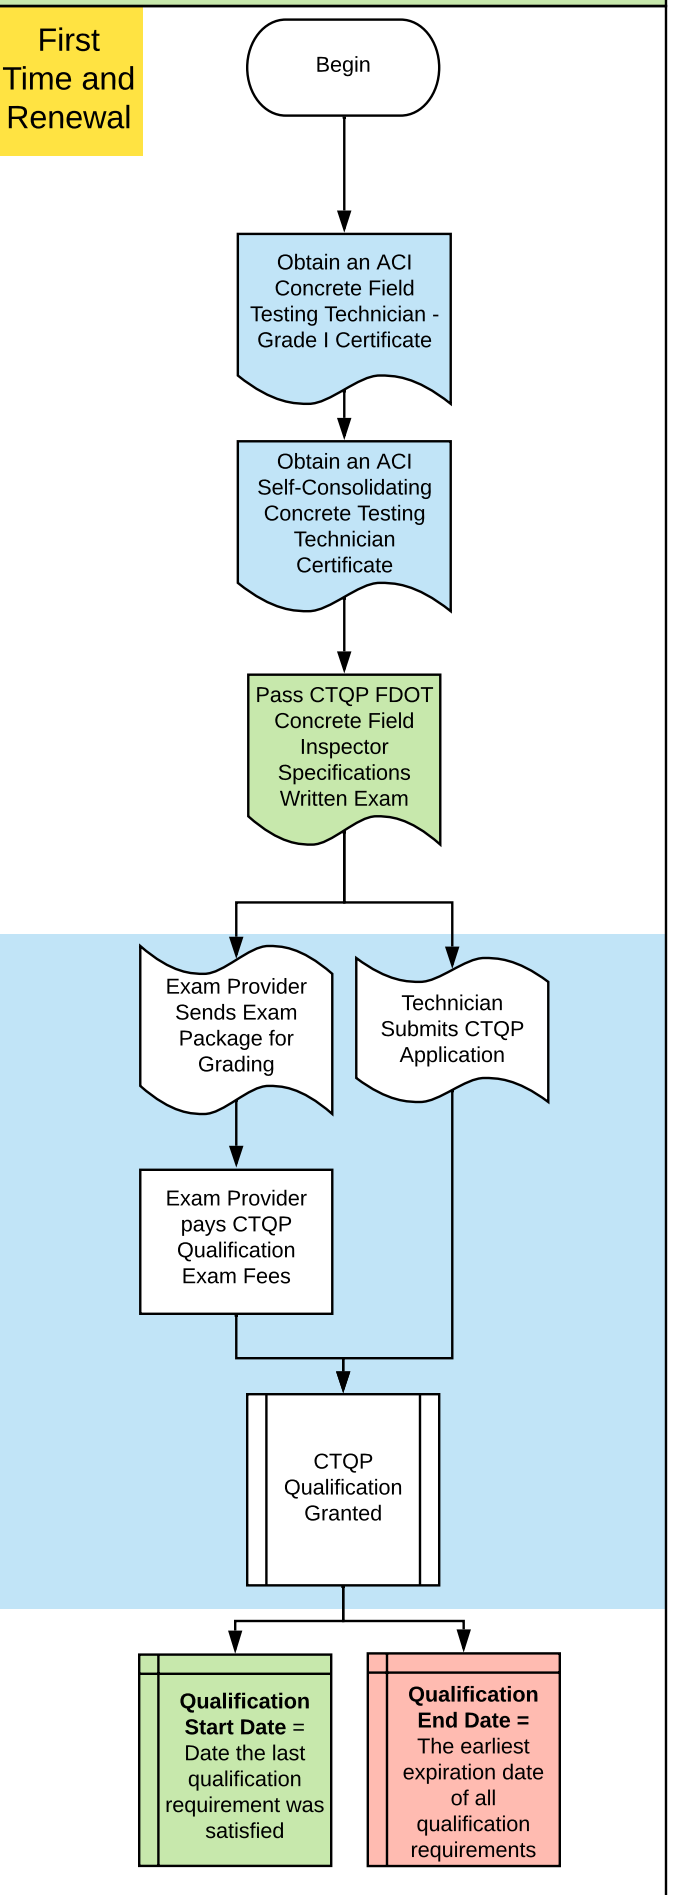 First
Time and
Renewal
Begin
Obtain an ACI
Concrete Field
Testing Technician -
Grade I Certificate
Obtain an ACI
Self-Consolidating
Concrete Testing
Technician
Certificate
Pass CTQP FDOT
Concrete Field
Inspector
Specifications
Written Exam
Exam Provider
Sends Exam
Package for
Grading
Technician
Submits CTQP
Application
Exam Provider
pays CTQP
Qualification
Exam Fees
CTQP
Qualification
Granted
Qualification
Start Date =
Date the last
qualification
requirement was
satisfied
Qualification
End Date =
The earliest
expiration date
of all
qualification
requirements